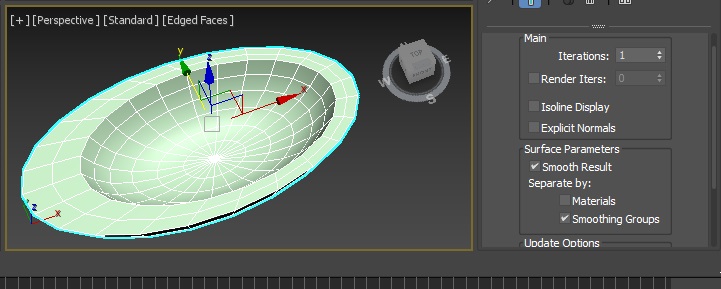 [+] [Perspective] [Standard] [Edged Faces]
y
z
x
TOP
W
E
S
z
x
Main
Iterations: 1
Render Iters: 0
Isoline Display
Explicit Normals
Surface Parameters
Smooth Result
Separate by:
Materials
Smoothing Groups
Update Options